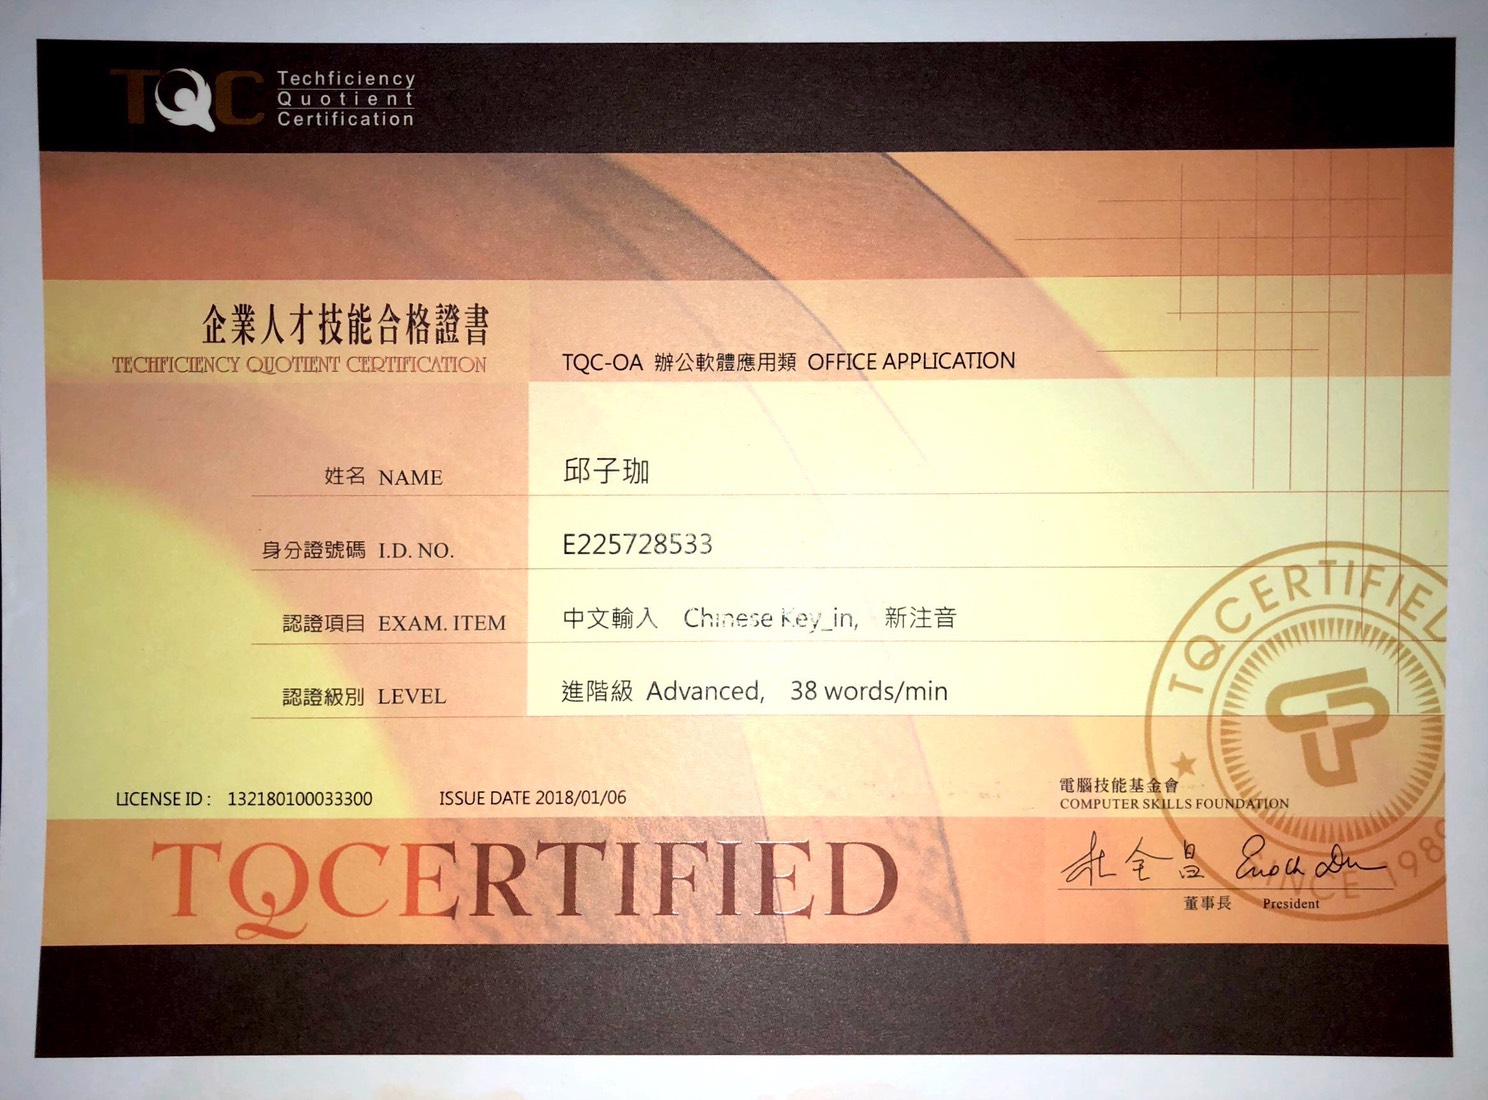 TQC
Techficiency
Quotient
Certification
企業人才技能合格證書
TECHFICIENCY QUOTIENT CERTIFICATION
TQC-OA 辦公軟體應用類 OFFICE APPLICATION
姓名 NAME 邱子珈
身分證號碼 I.D. NO. E225728533
認證項目 EXAM. ITEM 中文輸入 Chinese Key_in, 新注音
認證級別 LEVEL 進階級 Advanced, 38 words/min
LICENSE ID : 132180100033300 ISSUE DATE 2018/01/06
電腦技能基金會
COMPUTER SKILLS FOUNDATION
TQCERTIFIED
SINCE 1989
杜全昌 Enoch Du
董事長 President
TQCERTIFIED